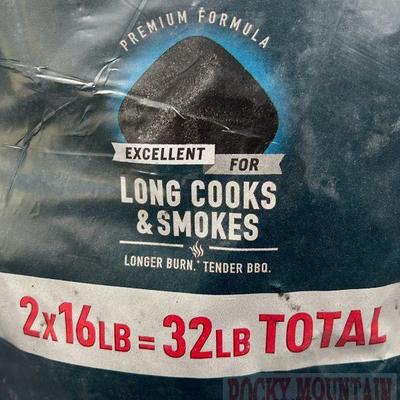 PREMIUM FORMULA
EXCELLENT FOR
LONG COOKS
& SMOKES
LONGER BURN.* TENDER BBQ.
2x16LB = 32LB TOTAL
ROCKY MOUNTAIN